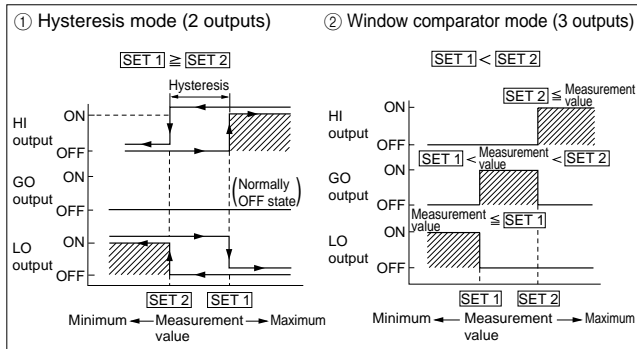 ① Hysteresis mode (2 outputs)
SET 1 ≧ SET 2
Hysteresis
HI
output
ON
OFF
GO
output
ON
OFF
(Normally
OFF state)
LO
output
ON
OFF
SET 2
SET 1
Minimum
Measurement
value
Maximum
② Window comparator mode (3 outputs)
SET 1 < SET 2
SET 2 ≦ Measurement
value
HI
output
ON
OFF
SET 1 < Measurement
value < SET 2
GO
output
ON
OFF
Measurement
value ≦ SET 1
LO
output
ON
OFF
SET 1
SET 2
Minimum
Measurement
value
Maximum